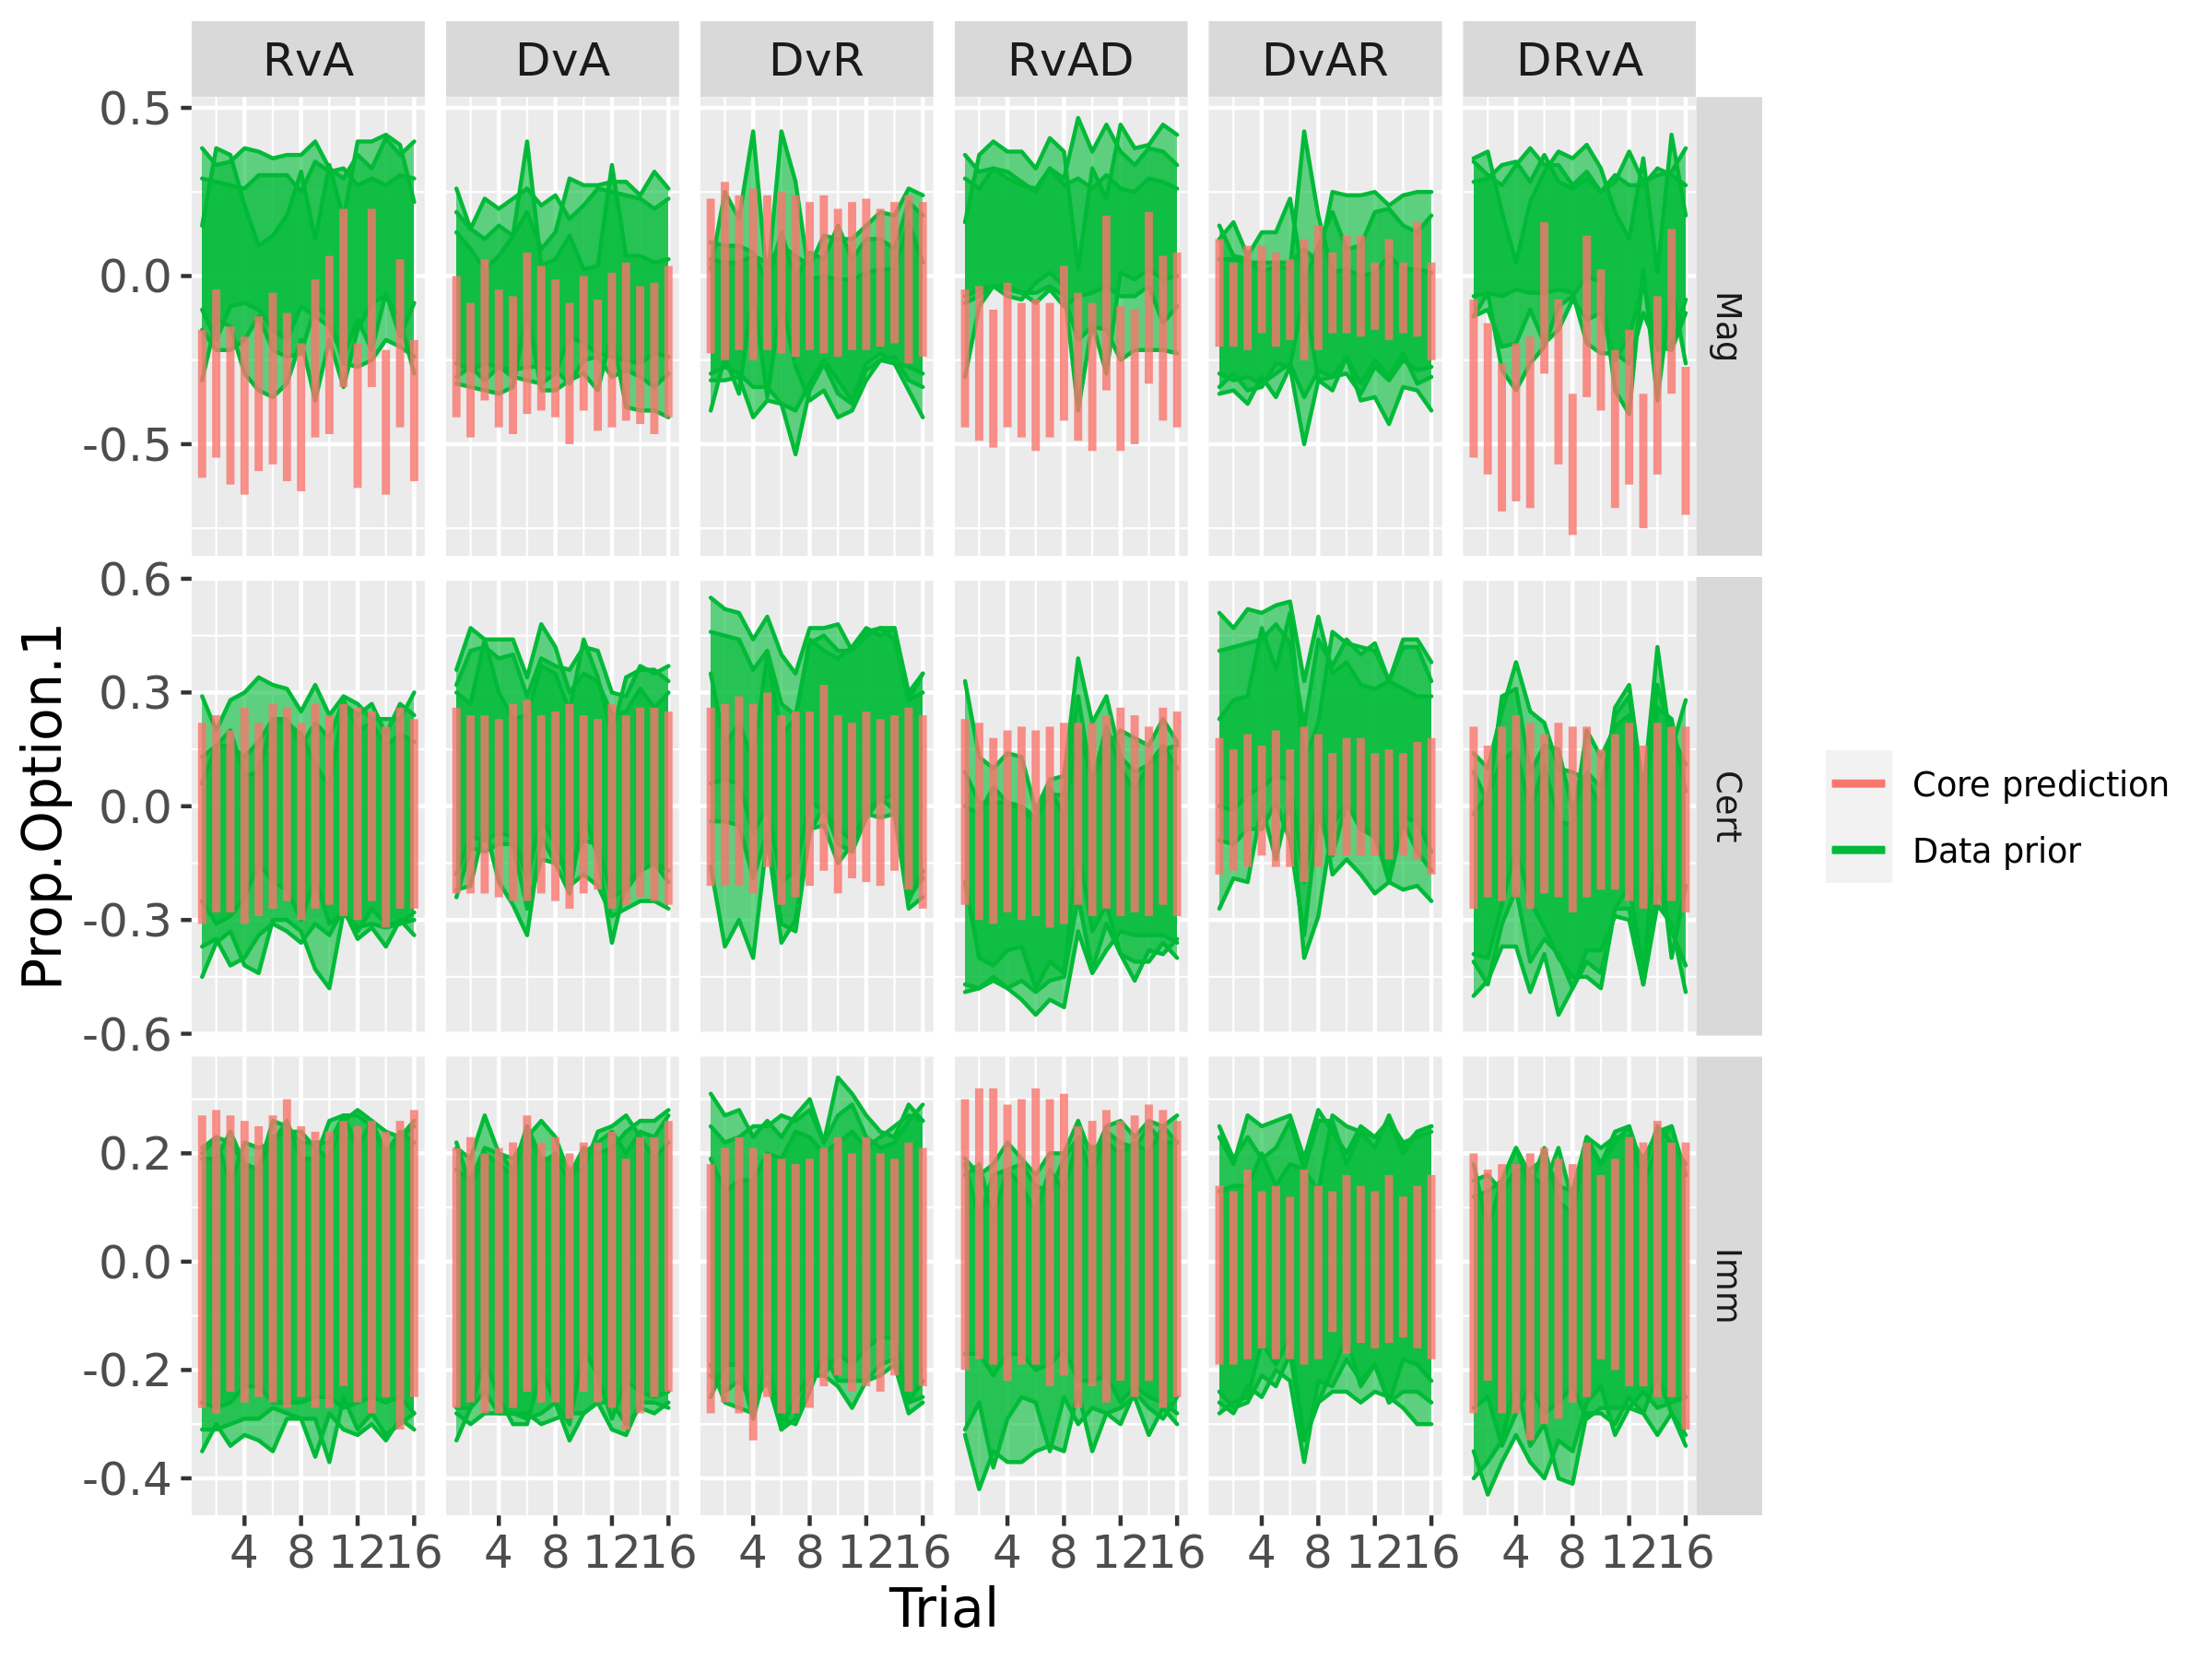 RvA DvA DvR RvAD DvAR DRvA
0.5
0.0
-0.5
Mag
0.6
0.3
0.0
-0.3
-0.6
Cert
0.2
0.0
-0.2
-0.4
Imm
Prop.Option.1
4 8 12 16 4 8 12 16 4 8 12 16 4 8 12 16 4 8 12 16 4 8 12 16
Trial
Core prediction
Data prior